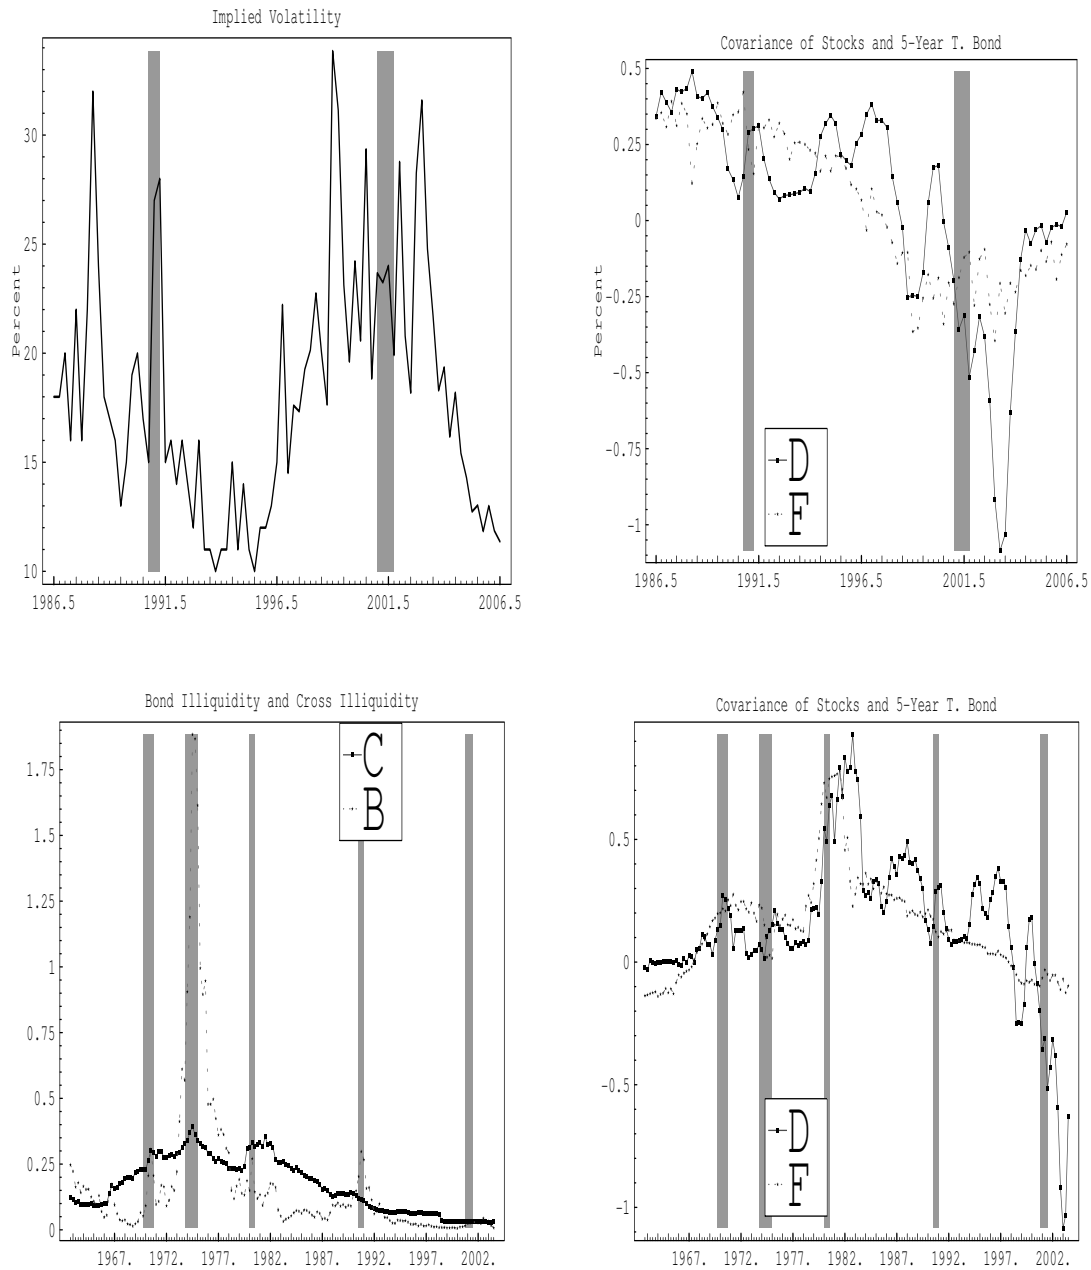 Implied Volatility
Percent
30
25
20
15
10
1986.5 1991.5 1996.5 2001.5 2006.5
Covariance of Stocks and 5-Year T. Bond
Percent
0.5
0.25
0
-0.25
-0.5
-0.75
-1
D
F
1986.5 1991.5 1996.5 2001.5 2006.5
Bond Illiquidity and Cross Illiquidity
1.75
1.5
1.25
1
0.75
0.5
0.25
0
C
B
1967. 1972. 1977. 1982. 1987. 1992. 1997. 2002.
Covariance of Stocks and 5-Year T. Bond
0.5
0
-0.5
-1
D
F
1967. 1972. 1977. 1982. 1987. 1992. 1997. 2002.